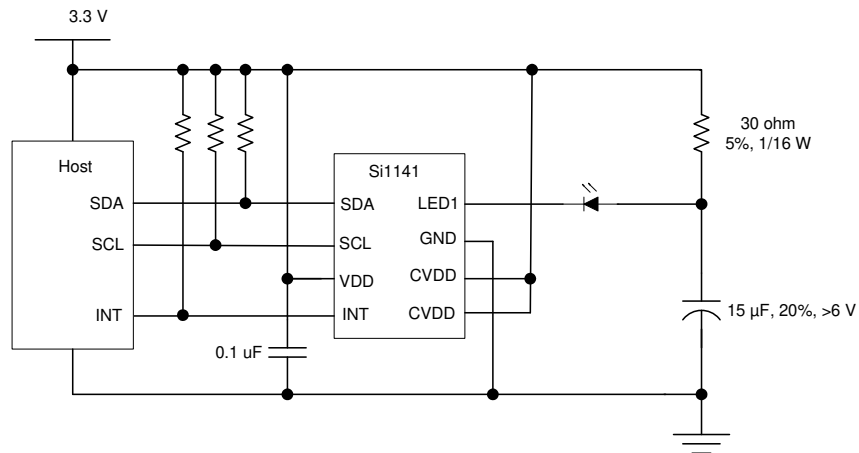 3.3 V
30 ohm
5%, 1/16 W
Host
Si1141
SDA
SDA
LED1
SCL
SCL
GND
VDD
CVDD
INT
INT
CVDD
15 µF, 20%, >6 V
0.1 uF